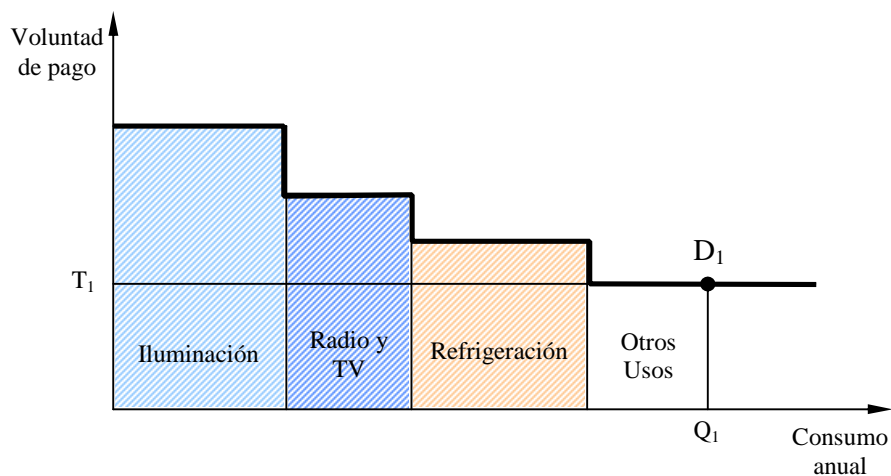 Voluntad
de pago
D₁
T₁
Iluminación
Radio y
TV
Refrigeración
Otros
Usos
Q₁
Consumo
anual